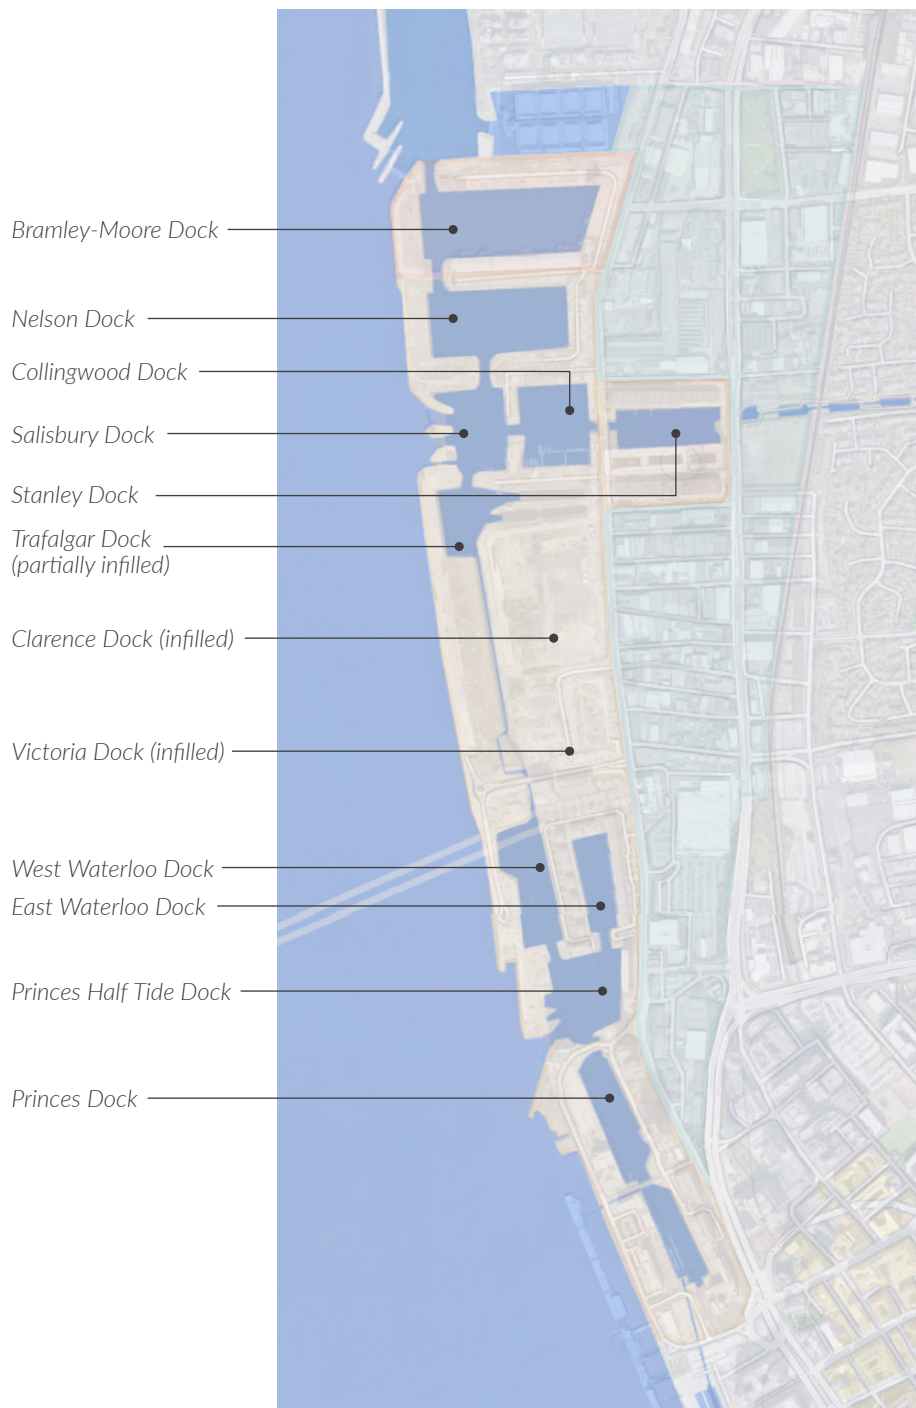 Bramley-Moore Dock
Nelson Dock
Collingwood Dock
Salisbury Dock
Stanley Dock
Trafalgar Dock
(partially infilled)
Clarence Dock (infilled)
Victoria Dock (infilled)
West Waterloo Dock
East Waterloo Dock
Princes Half Tide Dock
Princes Dock